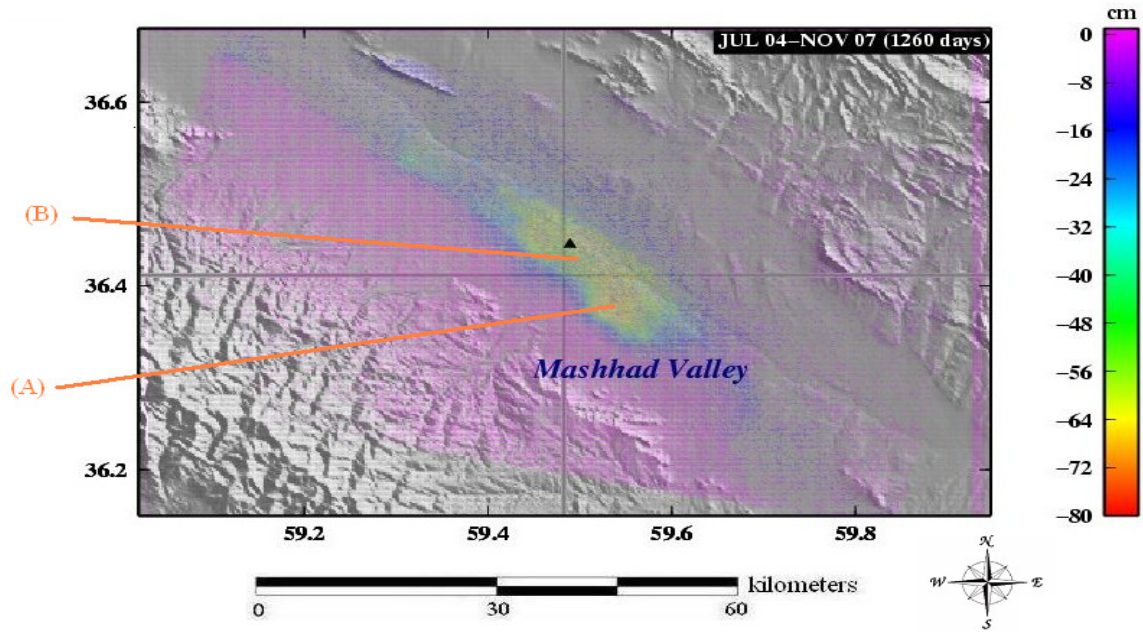 cm
JUL 04–NOV 07 (1260 days)
0
–8
–16
–24
–32
–40
–48
–56
–64
–72
–80
36.6
36.4
36.2
(B)
(A)
Mashhad Valley
59.2
59.4
59.6
59.8
kilometers
0
30
60
N
W
E
S